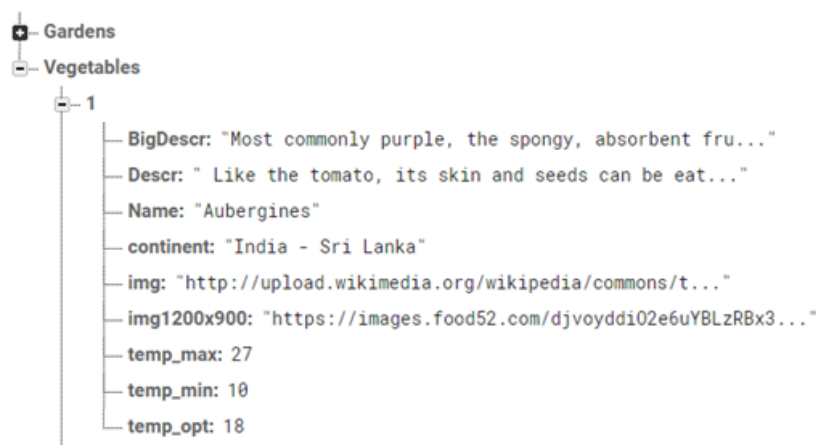 Gardens
Vegetables
1
BigDescr: "Most commonly purple, the spongy, absorbent fru..."
Descr: " Like the tomato, its skin and seeds can be eat..."
Name: "Aubergines"
continent: "India - Sri Lanka"
img: "http://upload.wikimedia.org/wikipedia/commons/t..."
img1200x900: "https://images.food52.com/djvoyddiO2e6uYBLzRBx3..."
temp_max: 27
temp_min: 10
temp_opt: 18